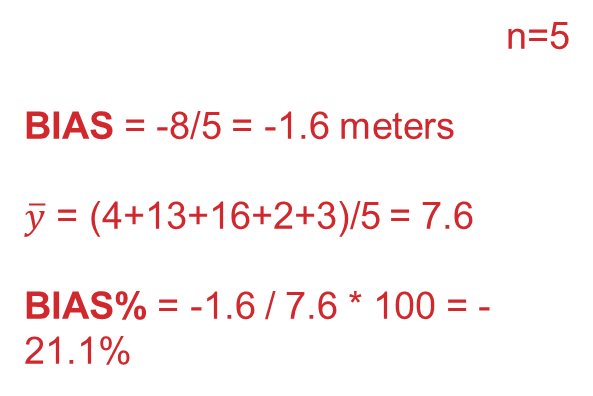 n=5
BIAS = -8/5 = -1.6 meters
ȳ = (4+13+16+2+3)/5 = 7.6
BIAS% = -1.6 / 7.6 * 100 = -
21.1%